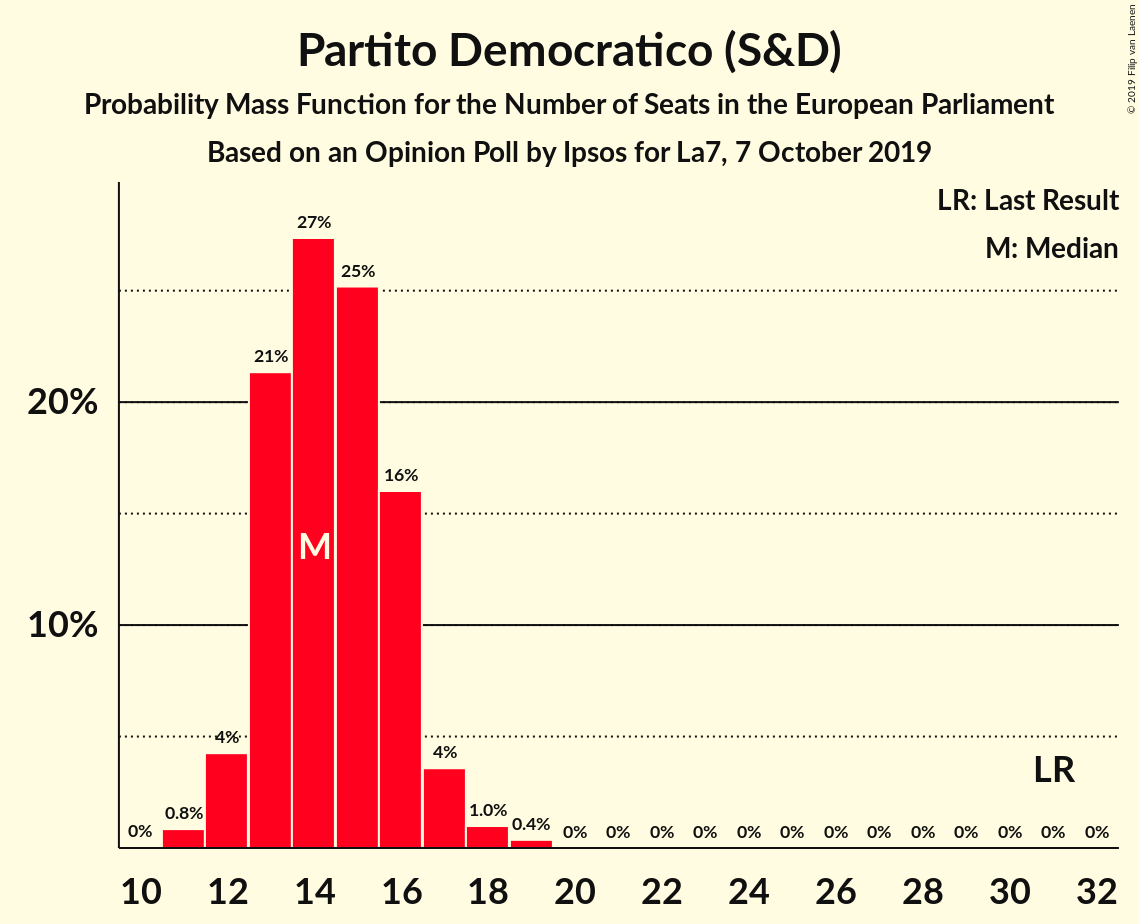 Partito Democratico (S&D)
Probability Mass Function for the Number of Seats in the European Parliament
Based on an Opinion Poll by Ipsos for La7, 7 October 2019
© 2019 Filip van Laenen
LR: Last Result
M: Median
27%
25%
21%
20%
16%
M
10%
4%
4%
LR
0%
0.8%
1.0%
0.4%
0% 0% 0% 0% 0% 0% 0% 0% 0% 0% 0% 0% 0%
10 12 14 16 18 20 22 24 26 28 30 32